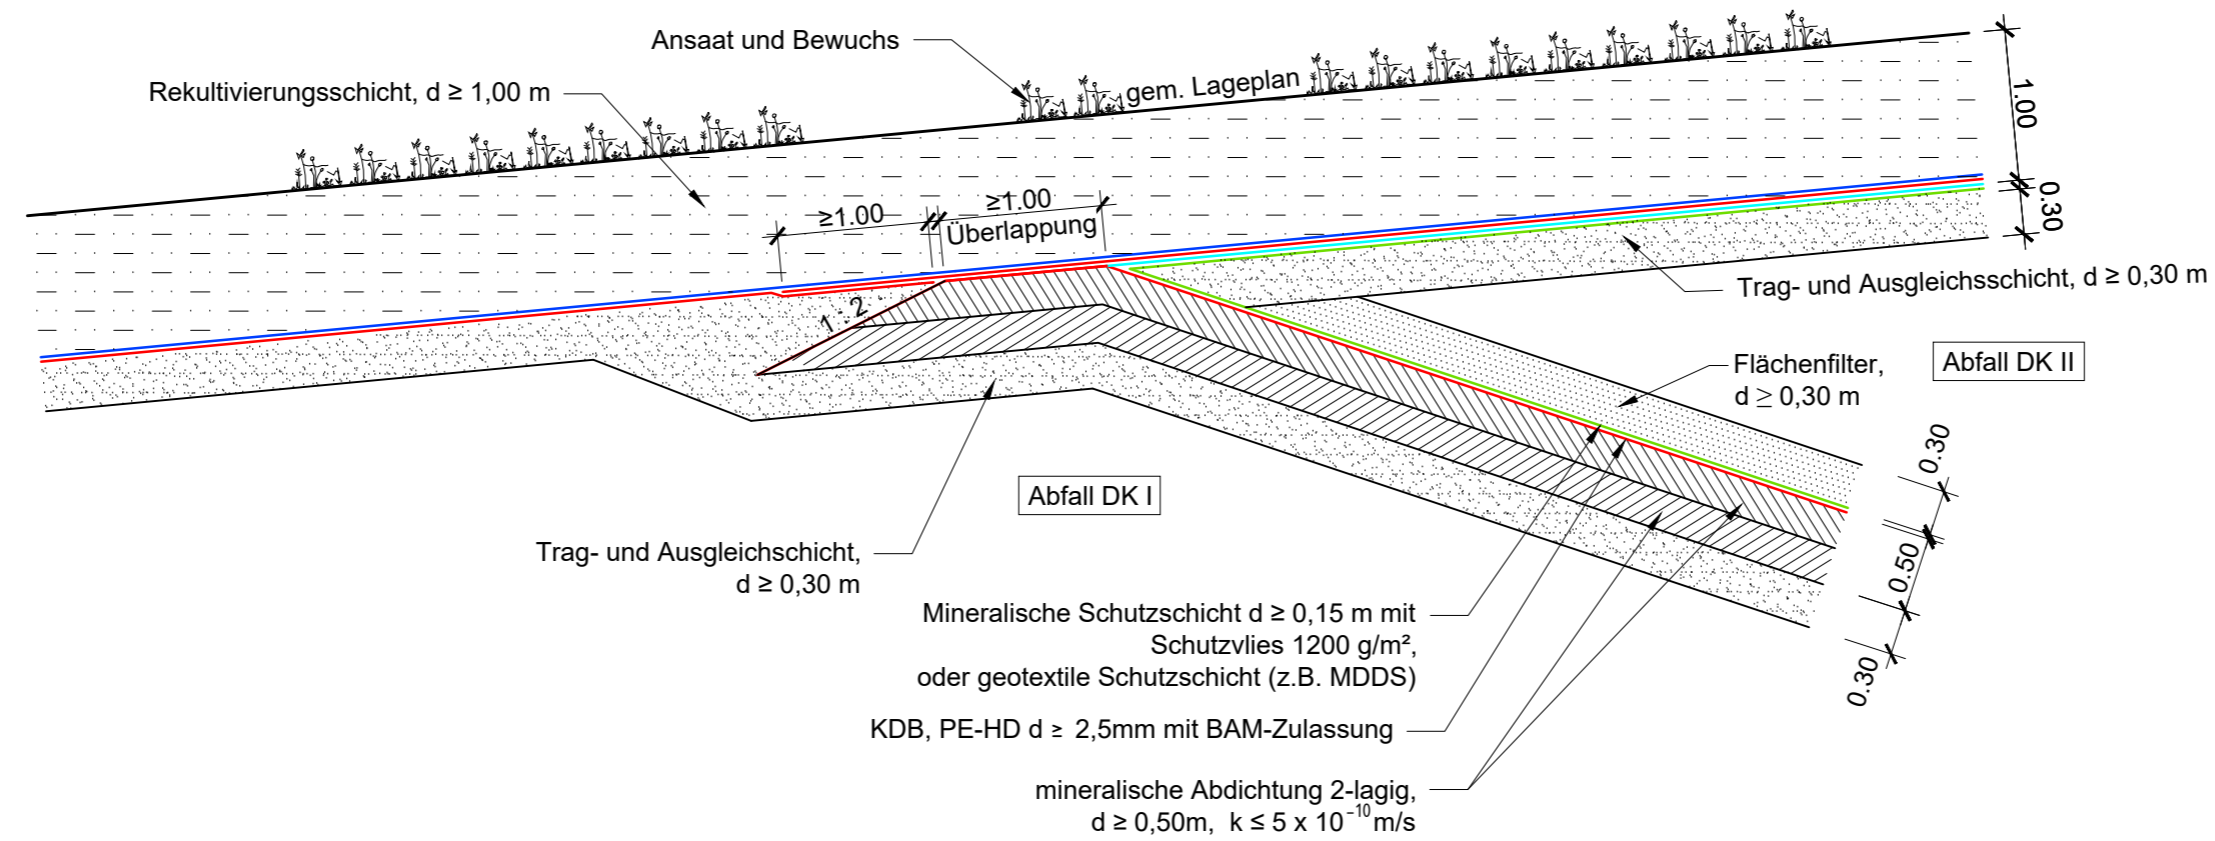 Ansaat und Bewuchs
gem. Lageplan
Rekultivierungsschicht, d ≥ 1,00 m
1.00
≥1.00
≥1.00
Überlappung
0.30
Trag- und Ausgleichsschicht, d ≥ 0,30 m
1 : 2
Flächenfilter,
d ≥ 0,30 m
Abfall DK II
0.30
Abfall DK I
0.50
Trag- und Ausgleichschicht,
d ≥ 0,30 m
0.30
Mineralische Schutzschicht d ≥ 0,15 m mit
Schutzvlies 1200 g/m²,
oder geotextile Schutzschicht (z.B. MDDS)
KDB, PE-HD d ≥ 2,5mm mit BAM-Zulassung
mineralische Abdichtung 2-lagig,
d ≥ 0,50m, k ≤ 5 x 10⁻¹⁰m/s